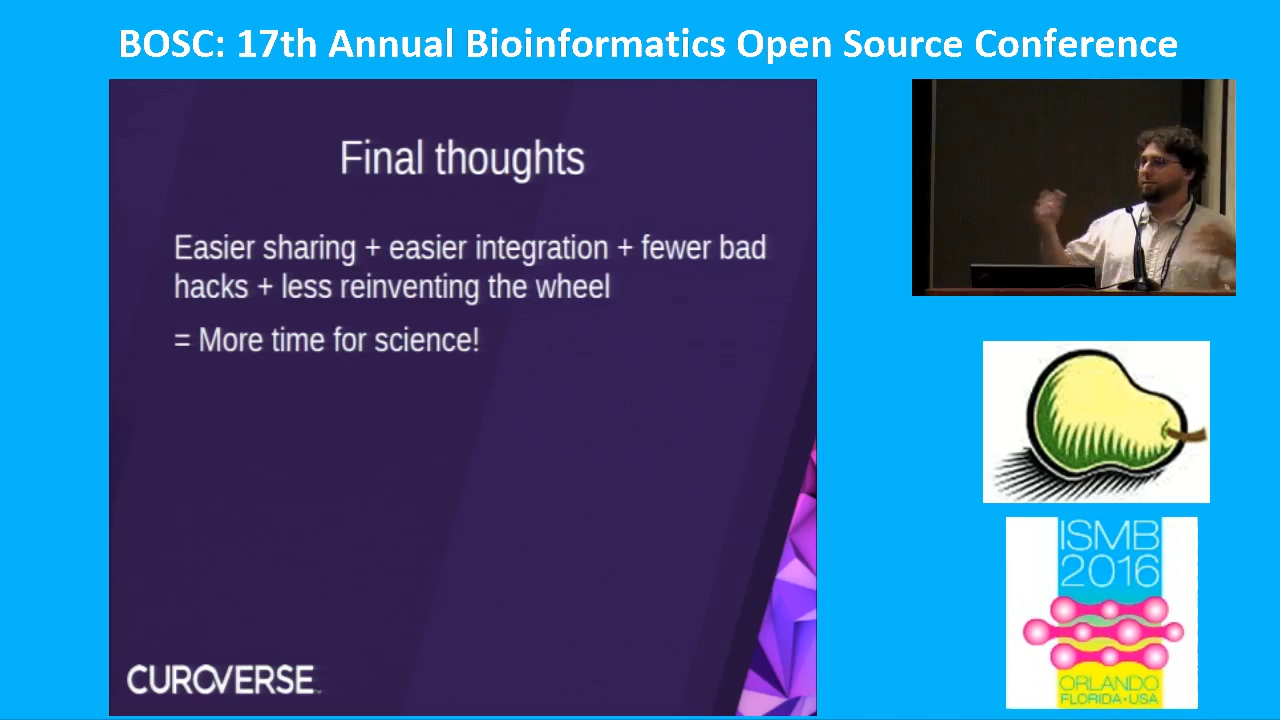 BOSC: 17th Annual Bioinformatics Open Source Conference
Final thoughts
Easier sharing + easier integration + fewer bad
hacks + less reinventing the wheel
= More time for science!
CUROVERSE
ISMB
2016
ORLANDO
FLORIDA•USA